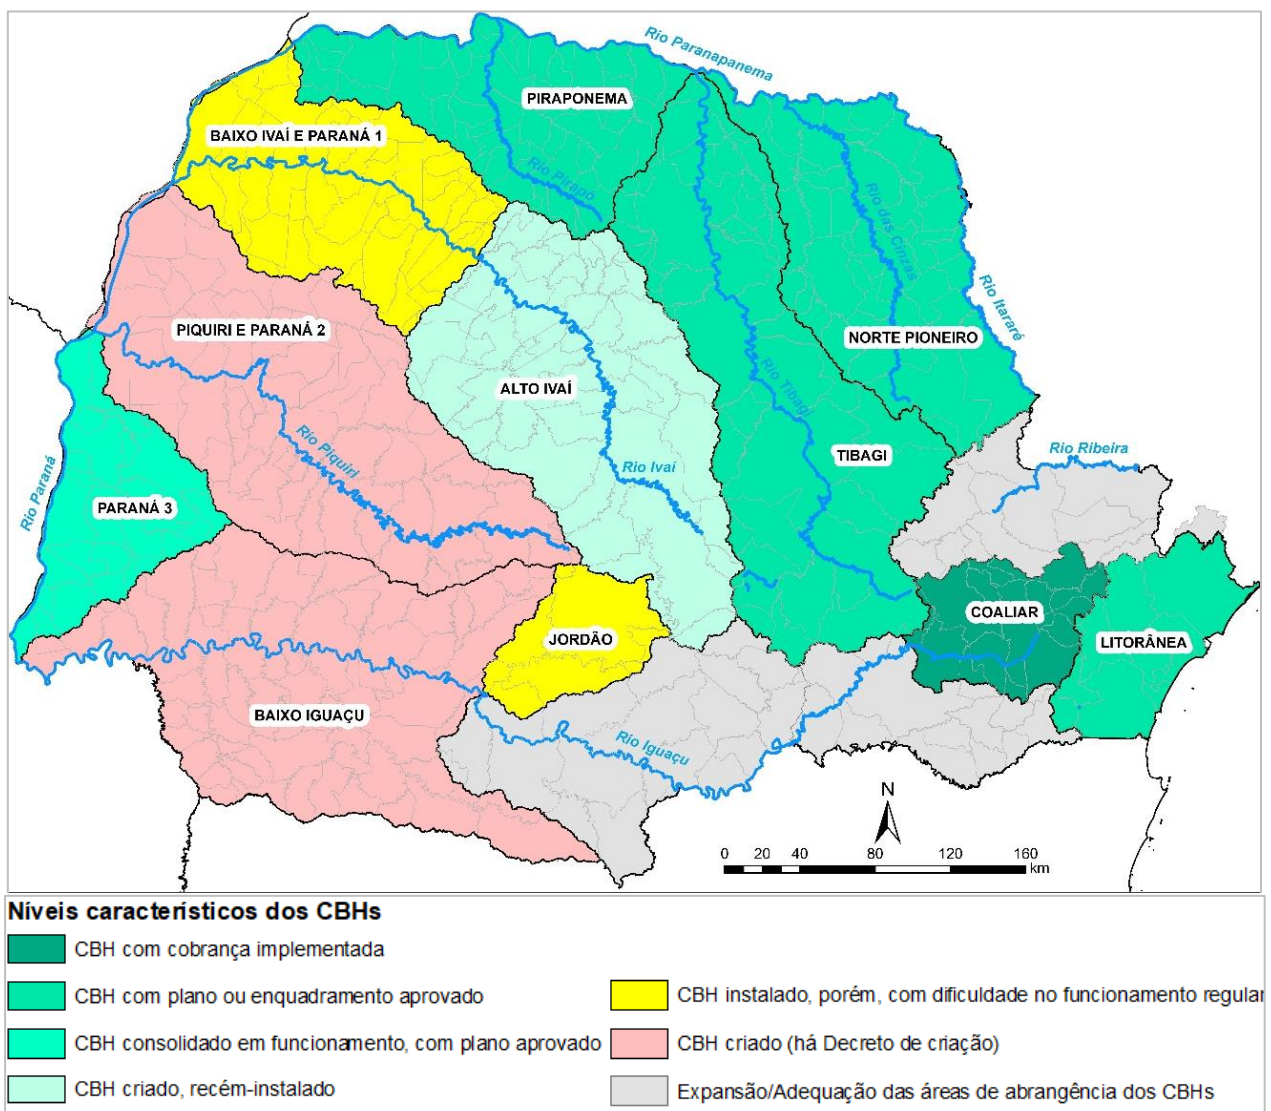 Rio Paranapanema
PIRAPONEMA
BAIXO IVAÍ E PARANÁ 1
Rio Pirapó
Rio das Cinzas
Rio Itararé
PIQUIRI E PARANÁ 2
NORTE PIONEIRO
ALTO IVAÍ
Rio Tibagi
Rio Piquiri
Rio Ivaí
TIBAGI
Rio Ribeira
Rio Paraná
PARANÁ 3
COALIAR
JORDÃO
LITORÂNEA
BAIXO IGUAÇU
Rio Iguaçu
N
0 20 40 80 120 160
km
Níveis característicos dos CBHs
CBH com cobrança implementada
CBH com plano ou enquadramento aprovado
CBH consolidado em funcionamento, com plano aprovado
CBH criado, recém-instalado
CBH instalado, porém, com dificuldade no funcionamento regular
CBH criado (há Decreto de criação)
Expansão/Adequação das áreas de abrangência dos CBHs